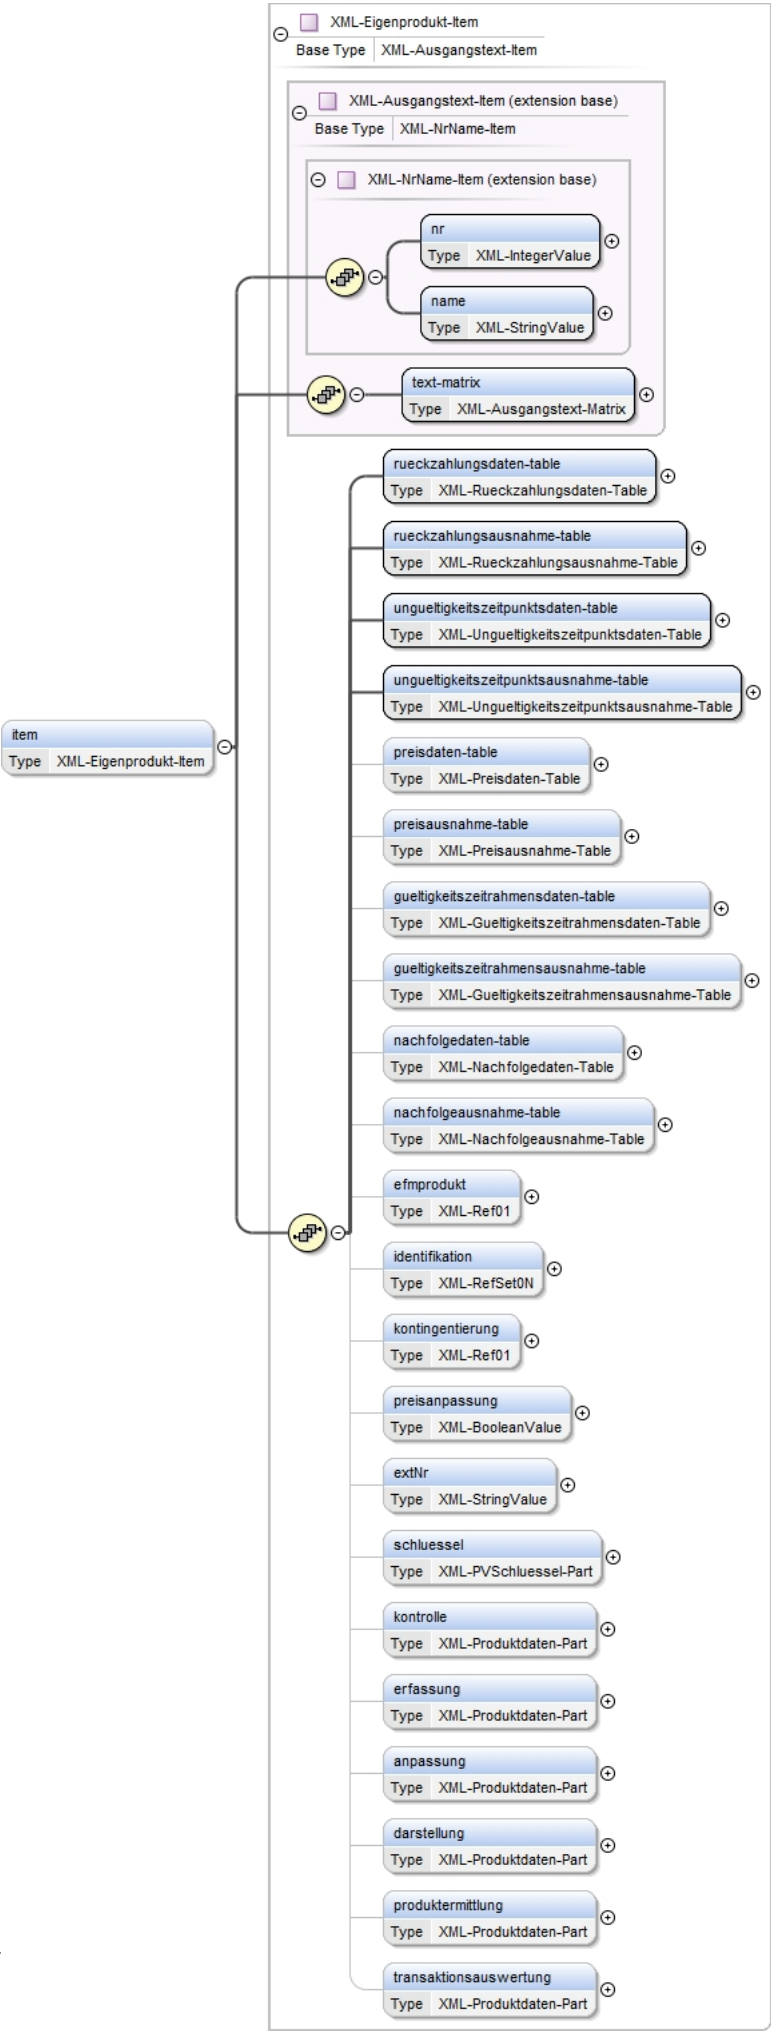 XML-Eigenprodukt-Item
Base Type XML-Ausgangstext-Item
XML-Ausgangstext-Item (extension base)
Base Type XML-NrName-Item
XML-NrName-Item (extension base)
nr
Type XML-IntegerValue
name
Type XML-StringValue
text-matrix
Type XML-Ausgangstext-Matrix
rueckzahlungsdaten-table
Type XML-Rueckzahlungsdaten-Table
rueckzahlungsausnahme-table
Type XML-Rueckzahlungsausnahme-Table
ungueltigkeitszeitpunktsdaten-table
Type XML-Ungueltigkeitszeitpunktsdaten-Table
ungueltigkeitszeitpunktsausnahme-table
Type XML-Ungueltigkeitszeitpunktsausnahme-Table
item
Type XML-Eigenprodukt-Item
preisdaten-table
Type XML-Preisdaten-Table
preisausnahme-table
Type XML-Preisausnahme-Table
gueltigkeitszeitrahmensdaten-table
Type XML-Gueltigkeitszeitrahmensdaten-Table
gueltigkeitszeitrahmensausnahme-table
Type XML-Gueltigkeitszeitrahmensausnahme-Table
nachfolgedaten-table
Type XML-Nachfolgedaten-Table
nachfolgeausnahme-table
Type XML-Nachfolgeausnahme-Table
efmprodukt
Type XML-Ref01
identifikation
Type XML-RefSet0N
kontingentierung
Type XML-Ref01
preisanpassung
Type XML-BooleanValue
extNr
Type XML-StringValue
schluessel
Type XML-PVSchluessel-Part
kontrolle
Type XML-Produktdaten-Part
erfassung
Type XML-Produktdaten-Part
anpassung
Type XML-Produktdaten-Part
darstellung
Type XML-Produktdaten-Part
produktermittlung
Type XML-Produktdaten-Part
transaktionsauswertung
Type XML-Produktdaten-Part